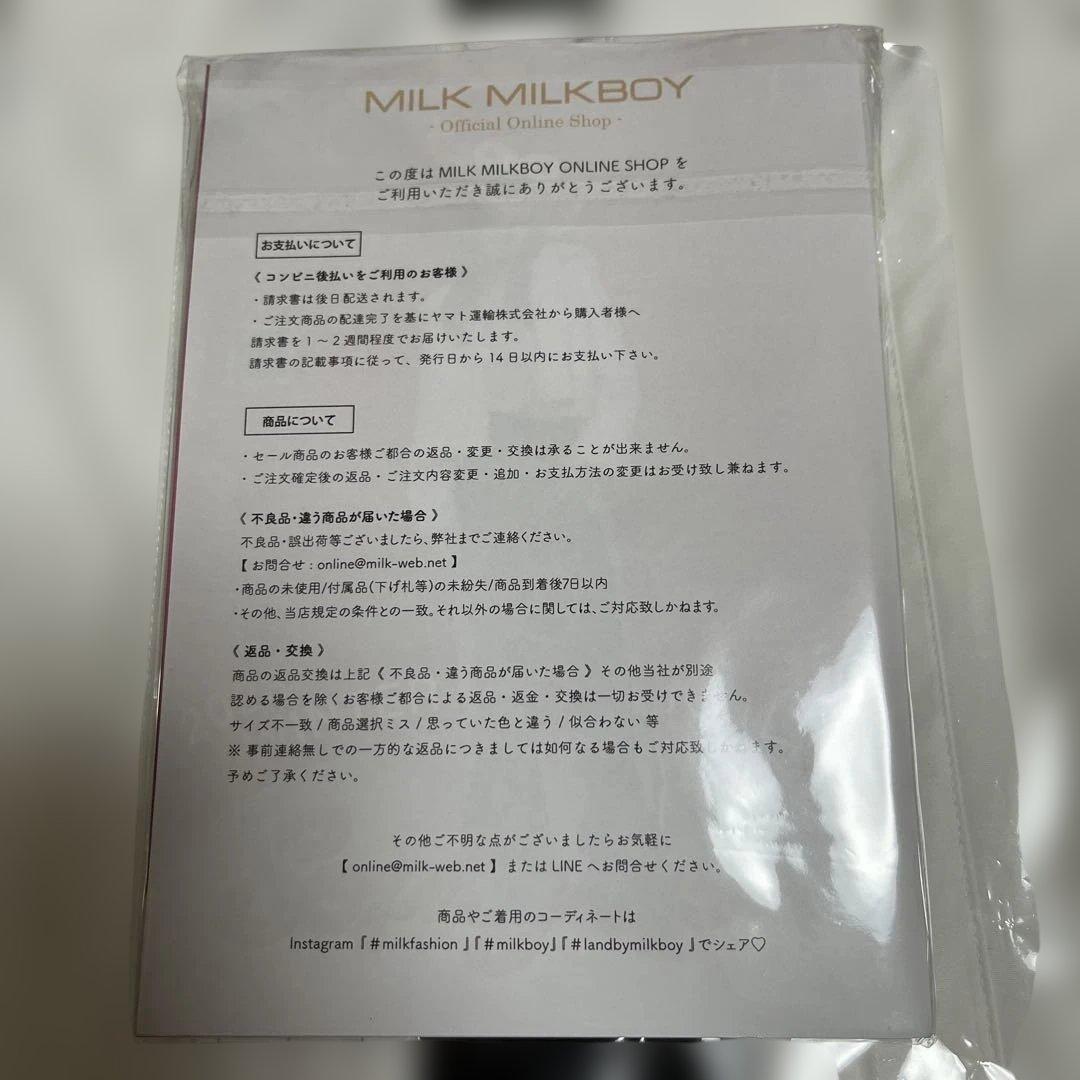 MILK MILKBOY
- Official Online Shop -
この度は MILK MILKBOY ONLINE SHOP を
ご利用いただき誠にありがとうございます。
お支払いについて
《 コンビニ後払いをご利用のお客様 》
・請求書は後日配送されます。
・ご注文商品の配達完了を基にヤマト運輸株式会社から購入者様へ
請求書を1〜2週間程度でお届けいたします。
請求書の記載事項に従って、発行日から14日以内にお支払い下さい。
商品について
・セール商品のお客様ご都合の返品・変更・交換は承ることが出来ません。
・ご注文確定後の返品・ご注文内容変更・追加・お支払方法の変更はお受け致し兼ねます。
《 不良品・違う商品が届いた場合 》
不良品・誤出荷等ございましたら、弊社までご連絡ください。
【 お問合せ : online@milk-web.net 】
・商品の未使用/付属品(下げ札等)の未紛失/商品到着後7日以内
・その他、当店規定の条件との一致。それ以外の場合に関しては、ご対応致しかねます。
《 返品・交換 》
商品の返品交換は上記《 不良品・違う商品が届いた場合 》その他当社が別途
認める場合を除くお客様ご都合による返品・返金・交換は一切お受けできません。
サイズ不一致 / 商品選択ミス / 思っていた色と違う / 似合わない 等
※ 事前連絡無しでの一方的な返品につきましては如何なる場合もご対応致しかねます。
予めご了承ください。
その他ご不明な点がございましたらお気軽に
【 online@milk-web.net 】 または LINE へお問合せください。
商品やご着用のコーディネートは
Instagram『 #milkfashion 』『 #milkboy』『 #landbymilkboy 』でシェア♡